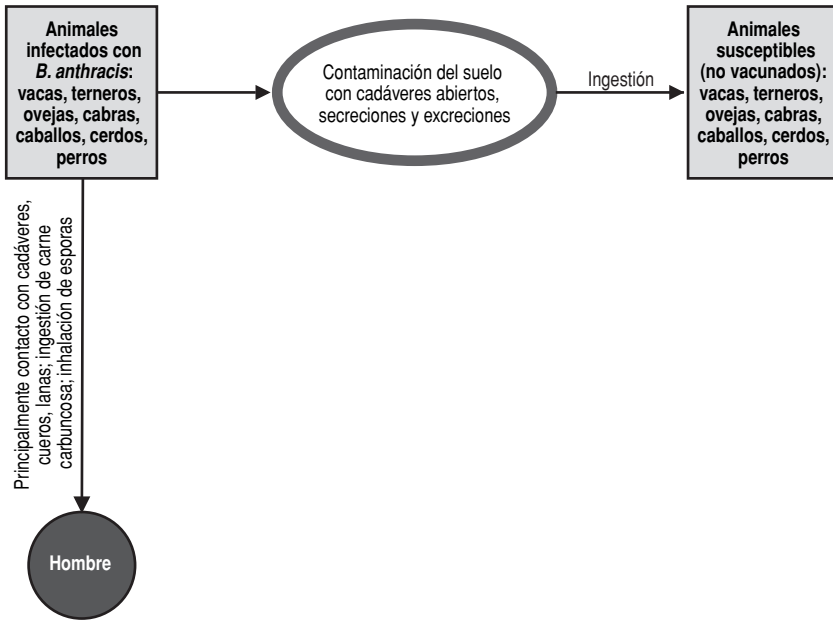 Animales
infectados con
B. anthracis:
vacas, terneros,
ovejas, cabras,
caballos, cerdos,
perros
Contaminación del suelo
con cadáveres abiertos,
secreciones y excreciones
Ingestión
Animales
susceptibles
(no vacunados):
vacas, terneros,
ovejas, cabras,
caballos, cerdos,
perros
Principalmente contacto con cadáveres,
cueros, lanas; ingestión de carne
carbuncosa; inhalación de esporas
Hombre